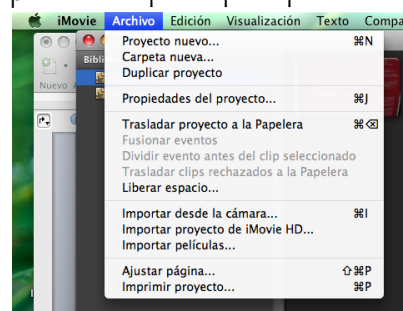 iMovie Archivo Edición Visualización Texto
Proyecto nuevo... ⌘N
Carpeta nueva...
Duplicar proyecto
Propiedades del proyecto... ⌘J
Trasladar proyecto a la Papelera ⌘⌫
Fusionar eventos
Dividir evento antes del clip seleccionado
Trasladar clips rechazados a la Papelera
Liberar espacio...
Importar desde la cámara... ⌘I
Importar proyecto de iMovie HD...
Importar películas...
Ajustar página... ⇧⌘P
Imprimir proyecto... ⌘P
Bibli
Nuevo